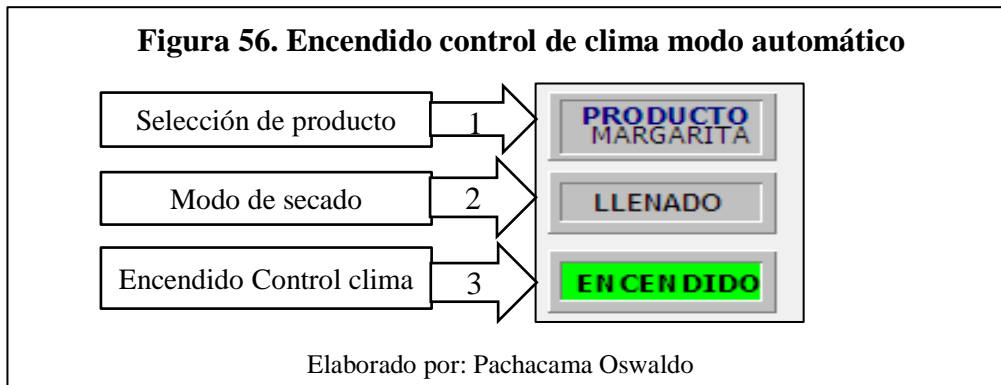 Figura 56. Encendido control de clima modo automático
Selección de producto
1
PRODUCTO
MARGARITA
Modo de secado
2
LLENADO
Encendido Control clima
3
ENCENDIDO
Elaborado por: Pachacama Oswaldo